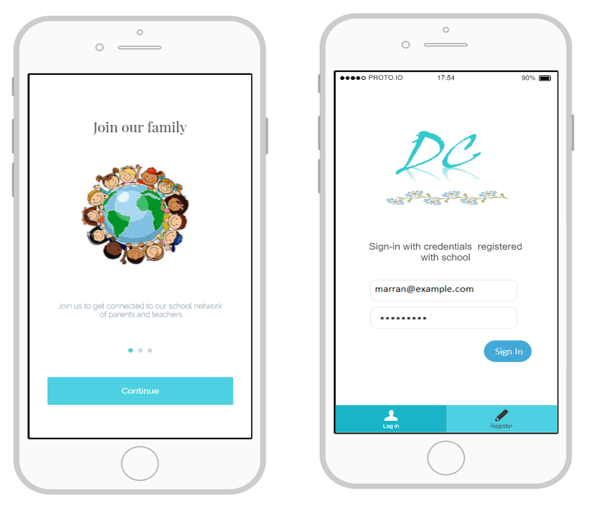 Join our family
Join us to get connected to our school network
of parents and teachers
Continue
PROTO.IO 17:54 90%
DC
Sign-in with credentials registered
with school
marran@example.com
*********
Sign In
Log in Register